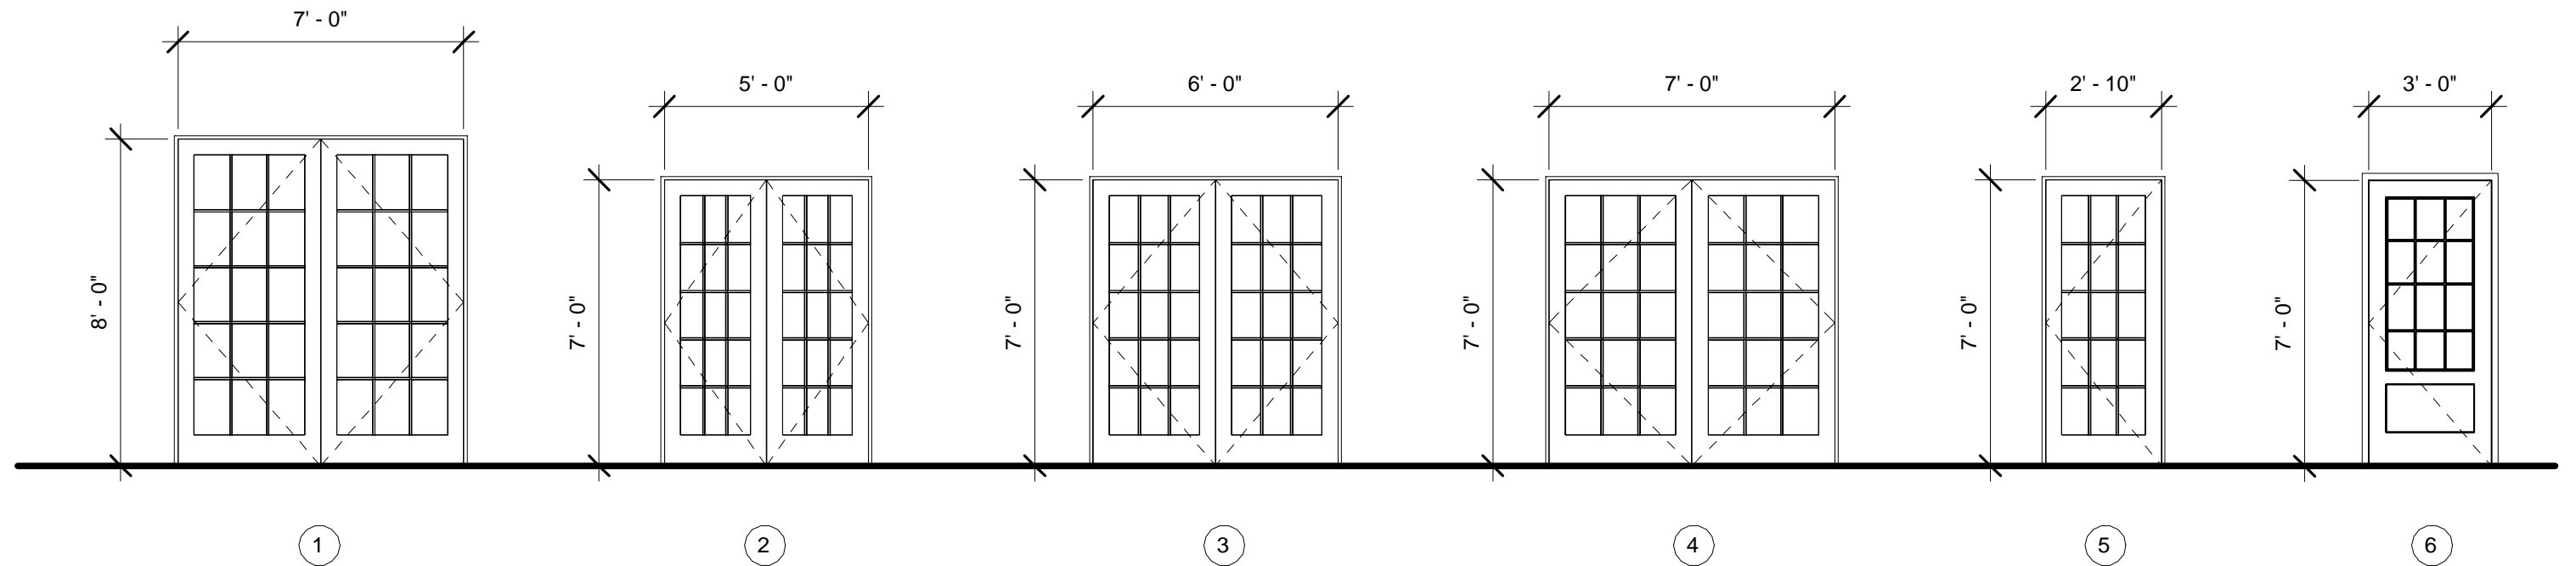 7' - 0"
5' - 0"
6' - 0"
7' - 0"
2' - 10"
3' - 0"
8' - 0"
7' - 0"
7' - 0"
7' - 0"
7' - 0"
7' - 0"
1
2
3
4
5
6